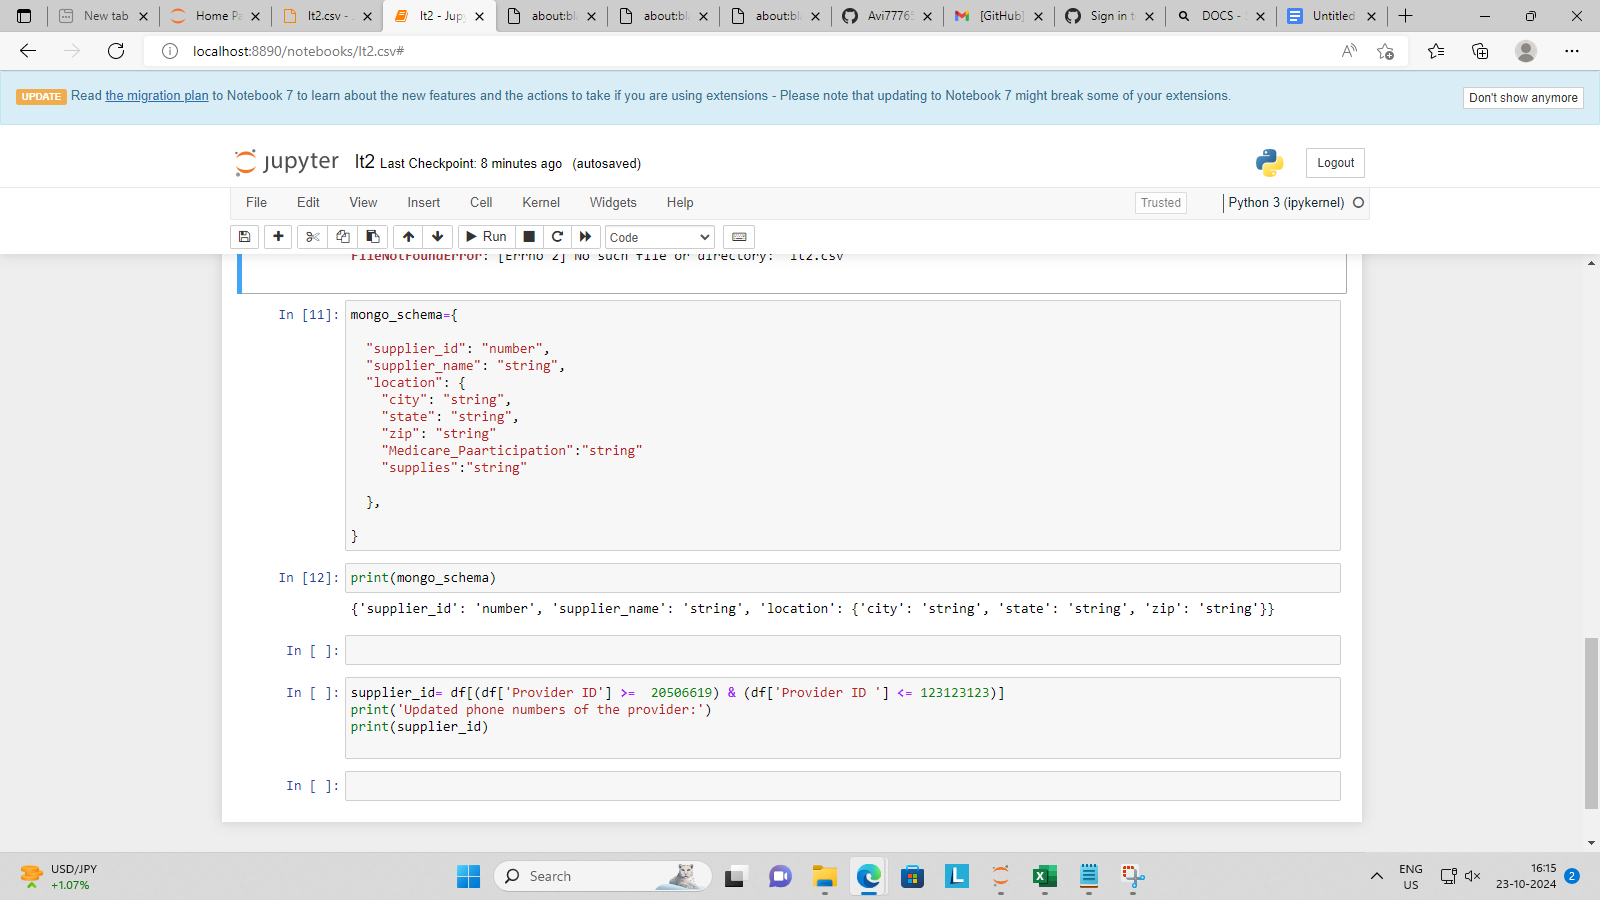 New tab
Home Pa
lt2.csv -
lt2 - Jup
about:bla
about:bla
about:bla
Avi7776
[GitHub]
Sign in t
DOCS -
Untitled
localhost:8890/notebooks/lt2.csv#
UPDATE Read the migration plan to Notebook 7 to learn about the new features and the actions to take if you are using extensions - Please note that updating to Notebook 7 might break some of your extensions.
Don't show anymore
jupyter lt2 Last Checkpoint: 8 minutes ago (autosaved)
Logout
File Edit View Insert Cell Kernel Widgets Help
Trusted
Python 3 (ipykernel)
Run
Code
FileNotFoundError: [Errno 2] No such file or directory: 'lt2.csv'
In [11]:
mongo_schema={
"supplier_id": "number",
"supplier_name": "string",
"location": {
"city": "string",
"state": "string",
"zip": "string"
"Medicare_Paarticipation":"string"
"supplies":"string"
},
}
In [12]:
print(mongo_schema)
{'supplier_id': 'number', 'supplier_name': 'string', 'location': {'city': 'string', 'state': 'string', 'zip': 'string'}}
In [ ]:
In [ ]:
supplier_id= df[(df['Provider ID'] >=  20506619) & (df['Provider ID '] <= 123123123)]
print('Updated phone numbers of the provider:')
print(supplier_id)
In [ ]:
USD/JPY
+1.07%
Search
ENG
US
16:15
23-10-2024
2